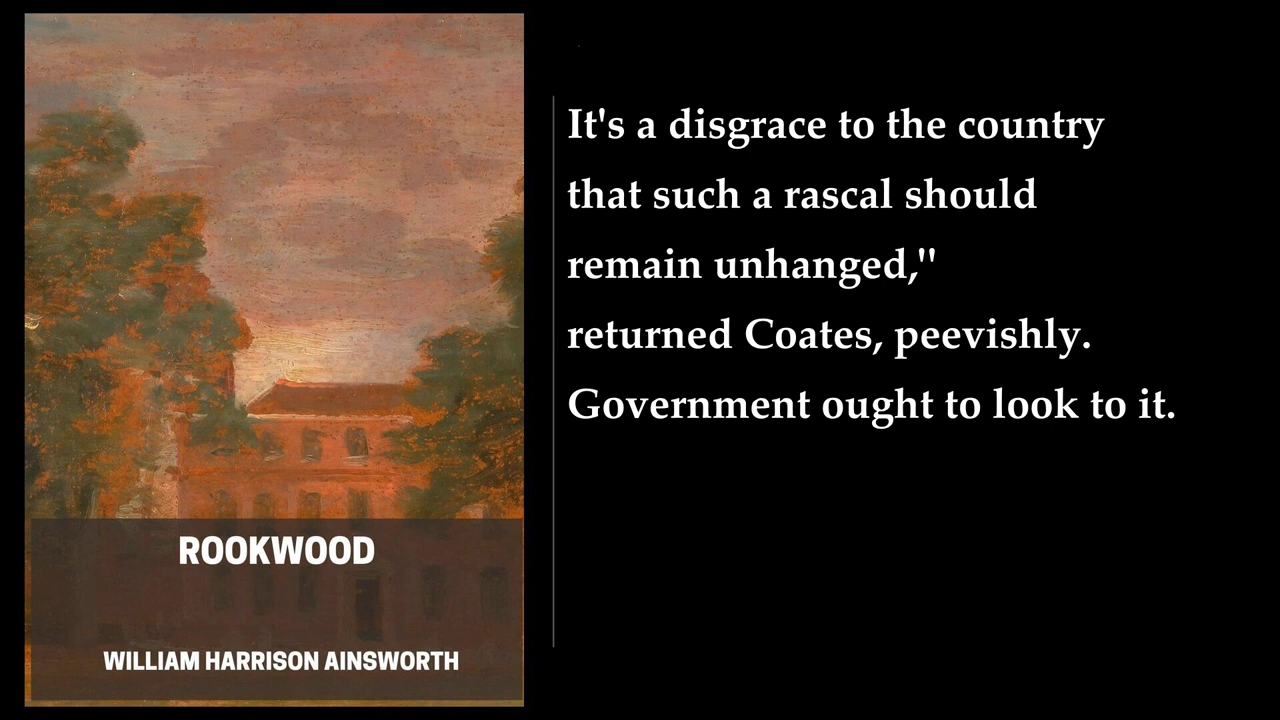 ROOKWOOD
WILLIAM HARRISON AINSWORTH
It's a disgrace to the country
that such a rascal should
remain unhanged,"
returned Coates, peevishly.
Government ought to look to it.